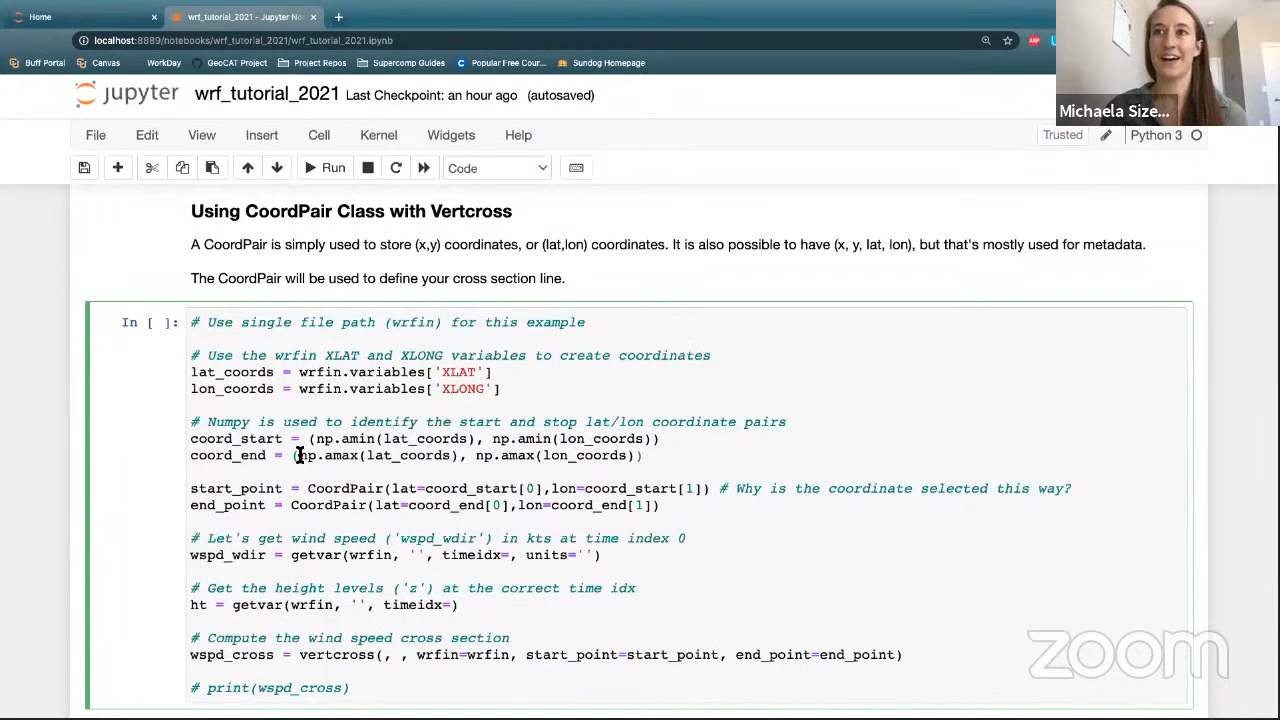 Home
wrf_tutorial_2021 - Jupyter No
localhost:8889/notebooks/wrf_tutorial_2021/wrf_tutorial_2021.ipynb
ABP
Buff Portal
Canvas
WorkDay
GeoCAT Project
Project Repos
Supercomp Guides
Popular Free Cour...
Sundog Homepage
Michaela Size...
jupyter wrf_tutorial_2021 Last Checkpoint: an hour ago (autosaved)
File Edit View Insert Cell Kernel Widgets Help
Trusted
Python 3
Run
Code
Using CoordPair Class with Vertcross
A CoordPair is simply used to store (x,y) coordinates, or (lat,lon) coordinates. It is also possible to have (x, y, lat, lon), but that's mostly used for metadata.
The CoordPair will be used to define your cross section line.
In [ ]: # Use single file path (wrfin) for this example
# Use the wrfin XLAT and XLONG variables to create coordinates
lat_coords = wrfin.variables['XLAT']
lon_coords = wrfin.variables['XLONG']
# Numpy is used to identify the start and stop lat/lon coordinate pairs
coord_start = (np.amin(lat_coords), np.amin(lon_coords))
coord_end = (np.amax(lat_coords), np.amax(lon_coords))
start_point = CoordPair(lat=coord_start[0],lon=coord_start[1]) # Why is the coordinate selected this way?
end_point = CoordPair(lat=coord_end[0],lon=coord_end[1])
# Let's get wind speed ('wspd_wdir') in kts at time index 0
wspd_wdir = getvar(wrfin, '', timeidx=, units='')
# Get the height levels ('z') at the correct time idx
ht = getvar(wrfin, '', timeidx=)
# Compute the wind speed cross section
wspd_cross = vertcross(, , wrfin=wrfin, start_point=start_point, end_point=end_point)
# print(wspd_cross)
zoom